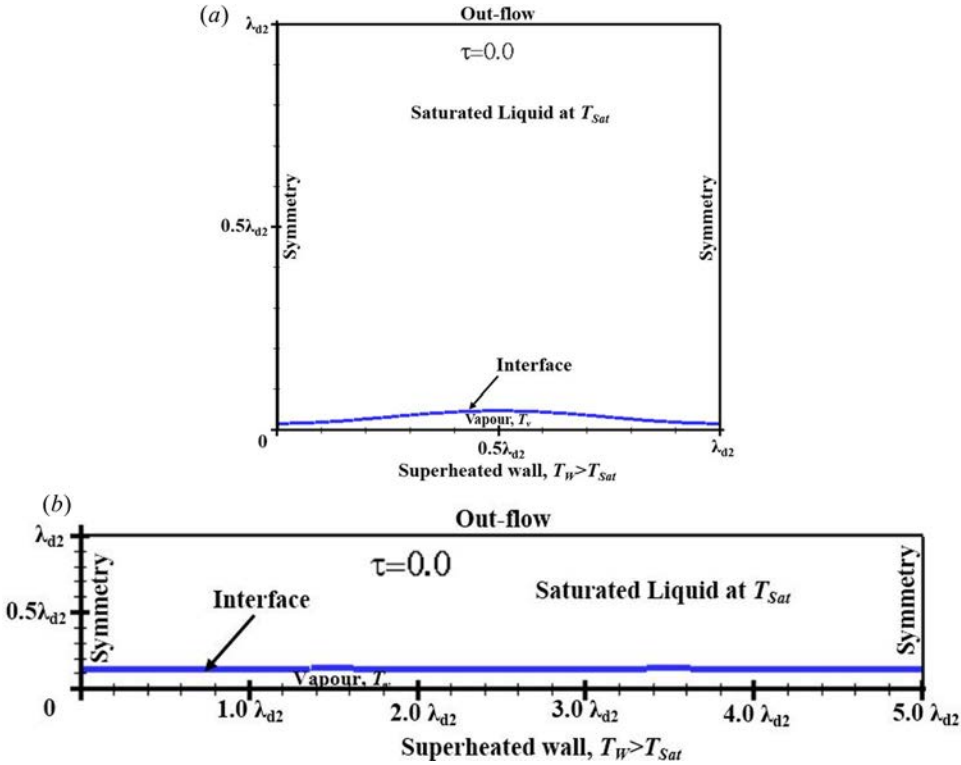 (a)
Out-flow
λd2
τ=0.0
Saturated Liquid at TSat
Symmetry
Symmetry
0.5λd2
Interface
Vapour, Tv
0
0.5λd2
λd2
Superheated wall, TW>TSat
(b)
Out-flow
λd2
τ=0.0
Saturated Liquid at TSat
Symmetry
Symmetry
Interface
0.5λd2
Vapour, Tv
0
1.0 λd2
2.0 λd2
3.0 λd2
4.0 λd2
5.0 λd2
Superheated wall, TW>TSat